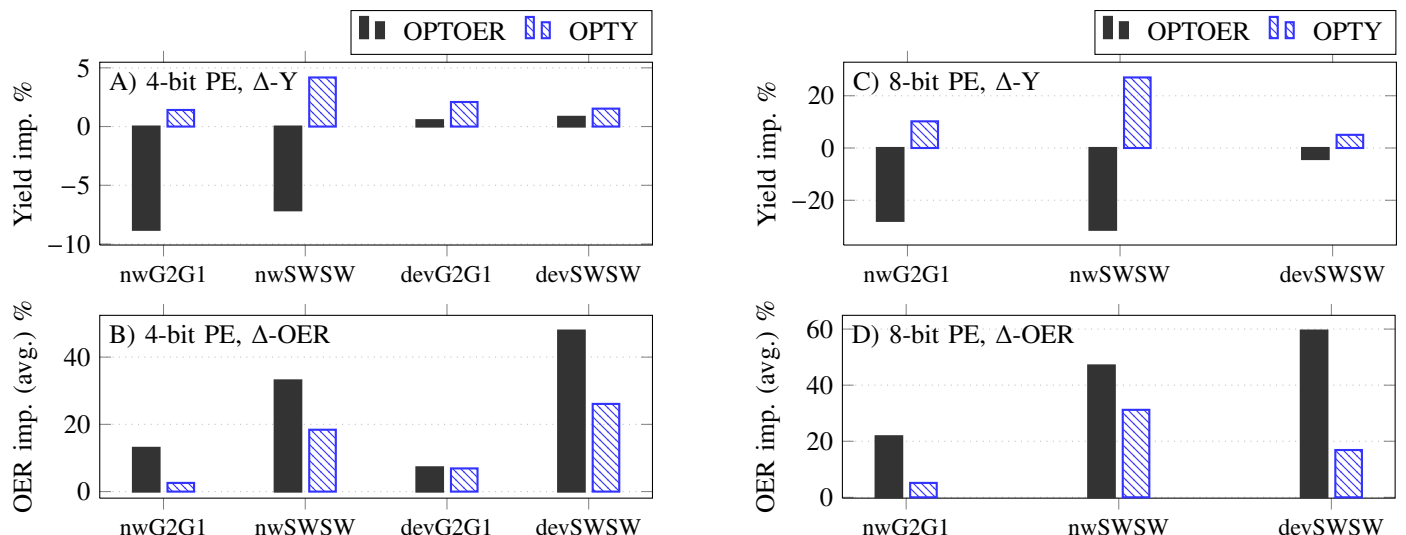 OPTOER OPTY
A) 4-bit PE, Δ-Y
Yield imp. %
5
0
−5
−10
nwG2G1 nwSWSW devG2G1 devSWSW
B) 4-bit PE, Δ-OER
OER imp. (avg.) %
40
20
0
nwG2G1 nwSWSW devG2G1 devSWSW
OPTOER OPTY
C) 8-bit PE, Δ-Y
Yield imp. %
20
0
−20
nwG2G1 nwSWSW devSWSW
D) 8-bit PE, Δ-OER
OER imp. (avg.) %
60
40
20
0
nwG2G1 nwSWSW devSWSW